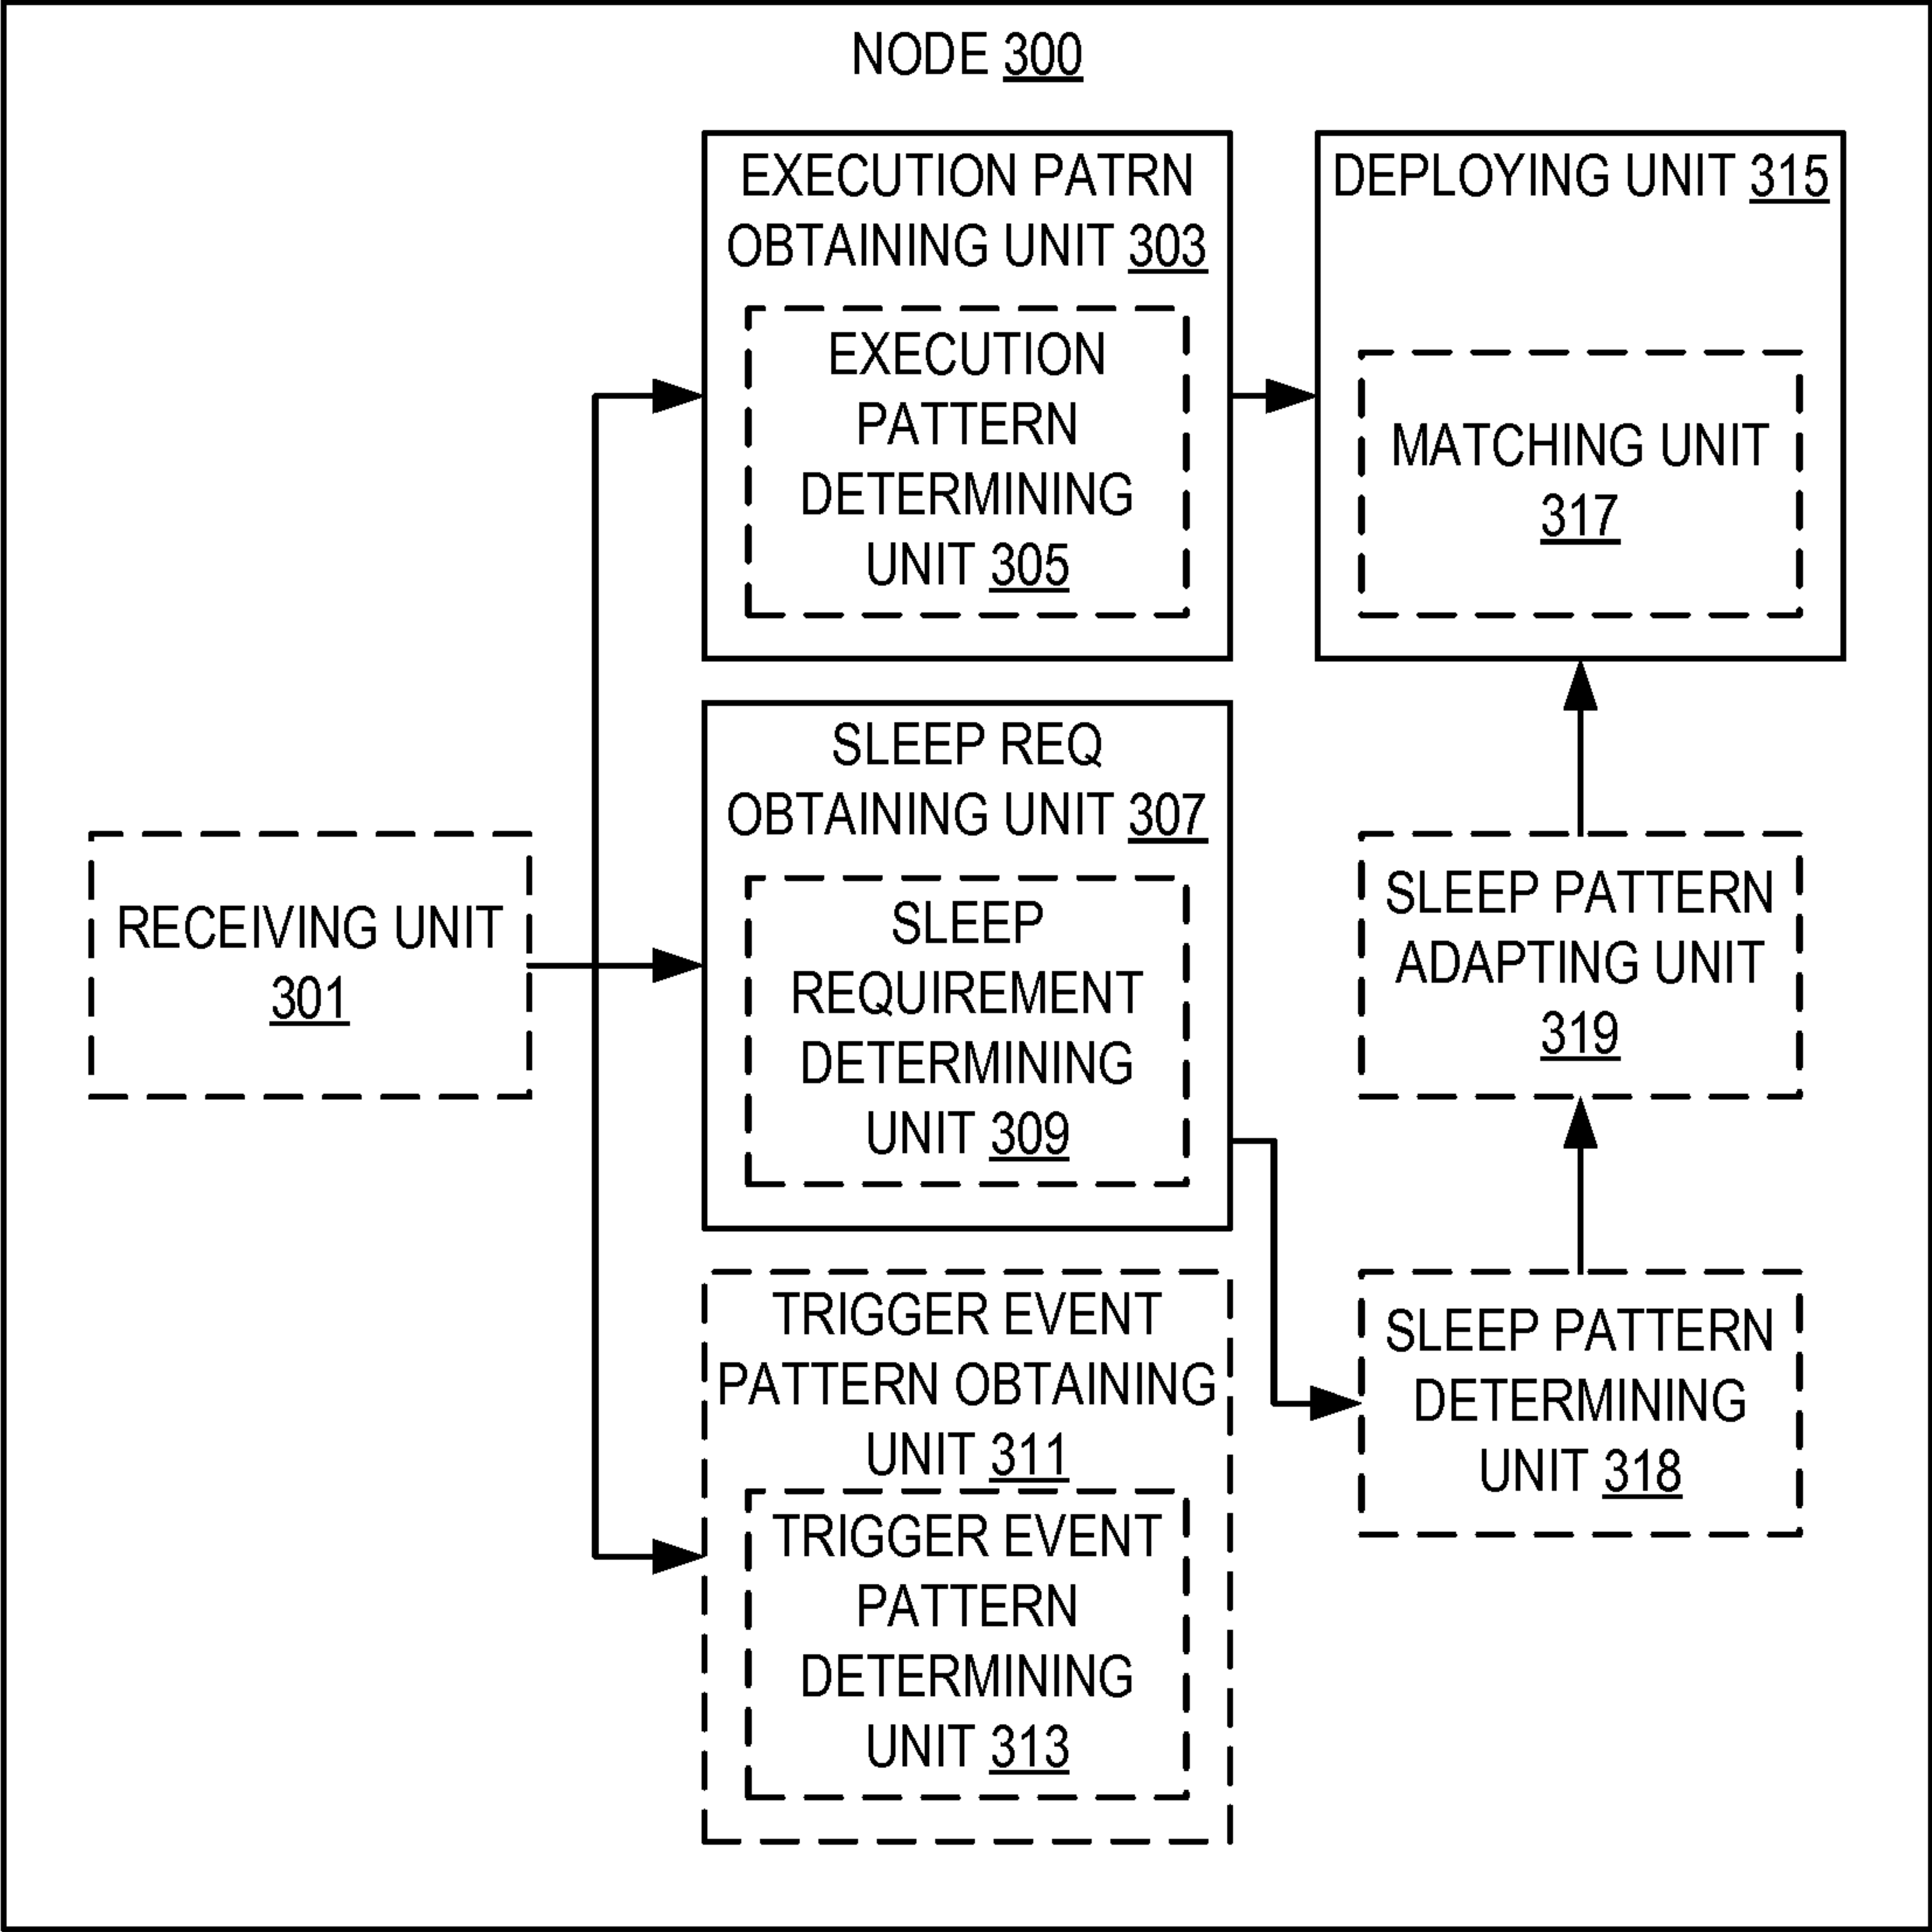 NODE 300
EXECUTION PATRN
OBTAINING UNIT 303
EXECUTION
PATTERN
DETERMINING
UNIT 305
DEPLOYING UNIT 315
MATCHING UNIT
317
RECEIVING UNIT
301
SLEEP REQ
OBTAINING UNIT 307
SLEEP
REQUIREMENT
DETERMINING
UNIT 309
SLEEP PATTERN
ADAPTING UNIT
319
TRIGGER EVENT
PATTERN OBTAINING
UNIT 311
TRIGGER EVENT
PATTERN
DETERMINING
UNIT 313
SLEEP PATTERN
DETERMINING
UNIT 318